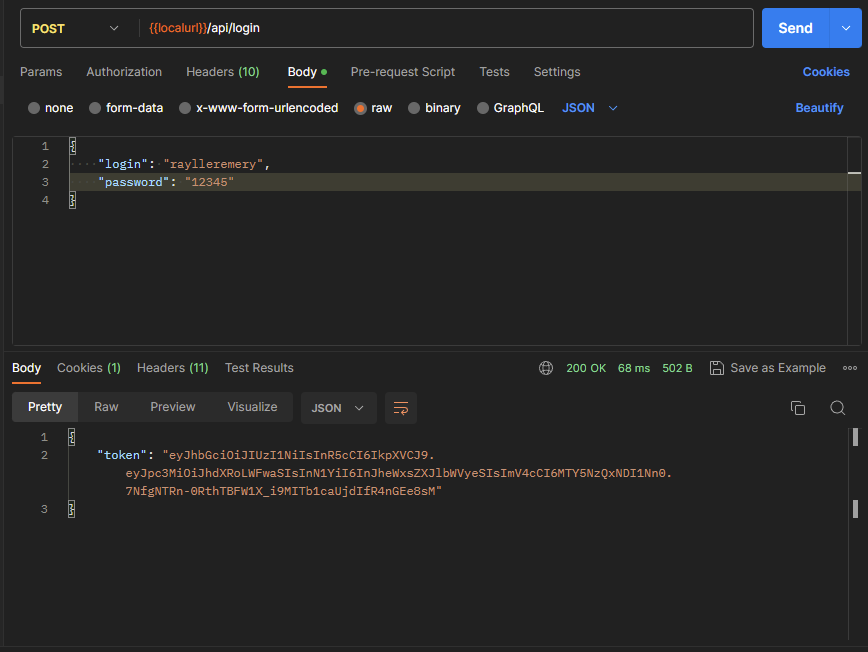 POST {{localurl}}/api/login Send
Params Authorization Headers (10) Body Pre-request Script Tests Settings Cookies
none form-data x-www-form-urlencoded raw binary GraphQL JSON Beautify
1 {
2 "login": "raylleremery",
3 "password": "12345"
4 }
Body Cookies (1) Headers (11) Test Results 200 OK 68 ms 502 B Save as Example
Pretty Raw Preview Visualize JSON
1 {
2 "token": "eyJhbGciOiJIUzI1NiIsInR5cCI6IkpXVCJ9.
eyJpc3MiOiJhdXRoLWFwaSIsInN1YiI6InJheWxsZXJlbWVyeSIsImV4cCI6MTY5NzQxNDI1Nn0.
7NfgNTRn-0RthTBFW1X_i9MITb1caUjdIfR4nGEe8sM"
3 }